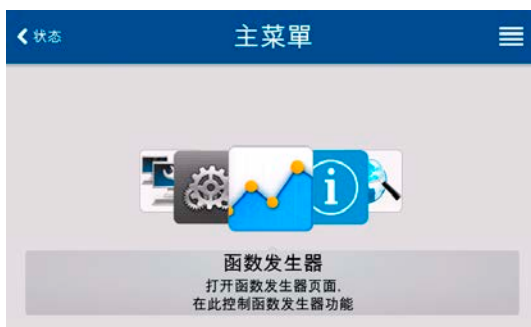 状态
主菜單
函数发生器
打开函数发生器页面.
在此控制函数发生器功能